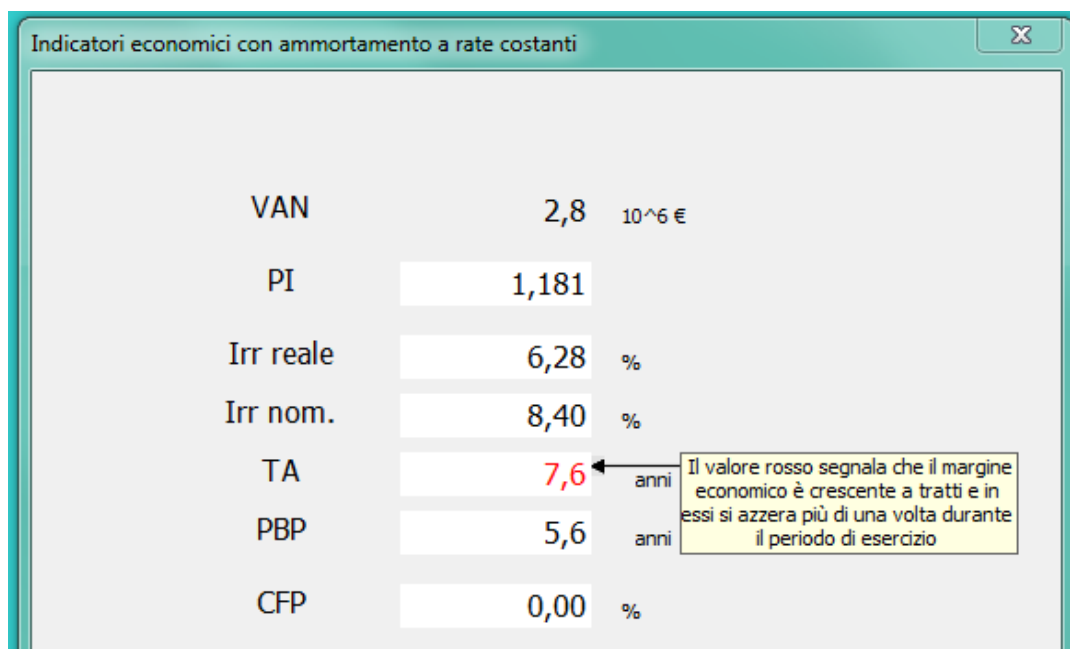 Indicatori economici con ammortamento a rate costanti
VAN 2,8 10^6 €
PI 1,181
Irr reale 6,28 %
Irr nom. 8,40 %
TA 7,6 anni
Il valore rosso segnala che il margine
economico è crescente a tratti e in
essi si azzera più di una volta durante
il periodo di esercizio
PBP 5,6 anni
CFP 0,00 %